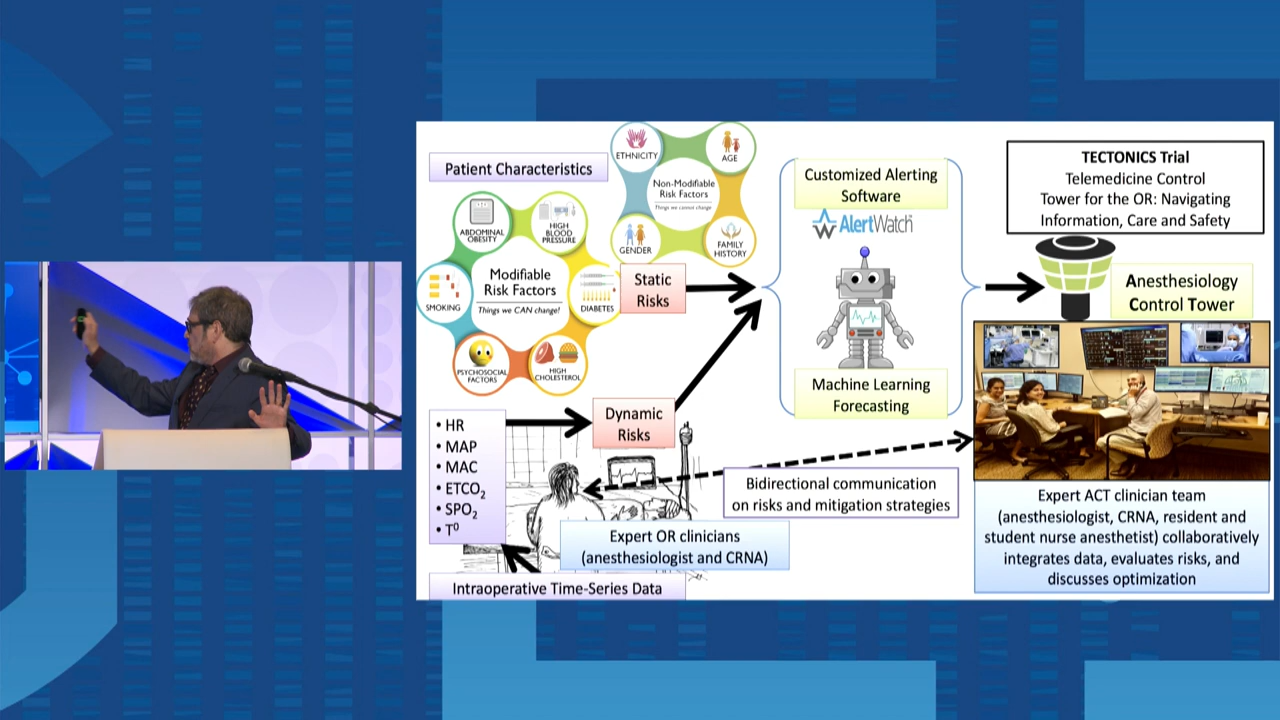 Patient Characteristics
ETHNICITY
AGE
Non-Modifiable
Risk Factors
Things we cannot change
GENDER
FAMILY
HISTORY
ABDOMINAL
OBESITY
HIGH
BLOOD
PRESSURE
Modifiable
Risk Factors
Things we CAN change!
SMOKING
DIABETES
PSYCHOSOCIAL
FACTORS
HIGH
CHOLESTEROL
Static
Risks
• HR
• MAP
• MAC
• ETCO₂
• SPO₂
• T⁰
Dynamic
Risks
Intraoperative Time-Series Data
Expert OR clinicians
(anesthesiologist and CRNA)
Bidirectional communication
on risks and mitigation strategies
Customized Alerting
Software
AlertWatch
Machine Learning
Forecasting
TECTONICS Trial
Telemedicine Control
Tower for the OR: Navigating
Information, Care and Safety
Anesthesiology
Control Tower
Expert ACT clinician team
(anesthesiologist, CRNA, resident and
student nurse anesthetist) collaboratively
integrates data, evaluates risks, and
discusses optimization